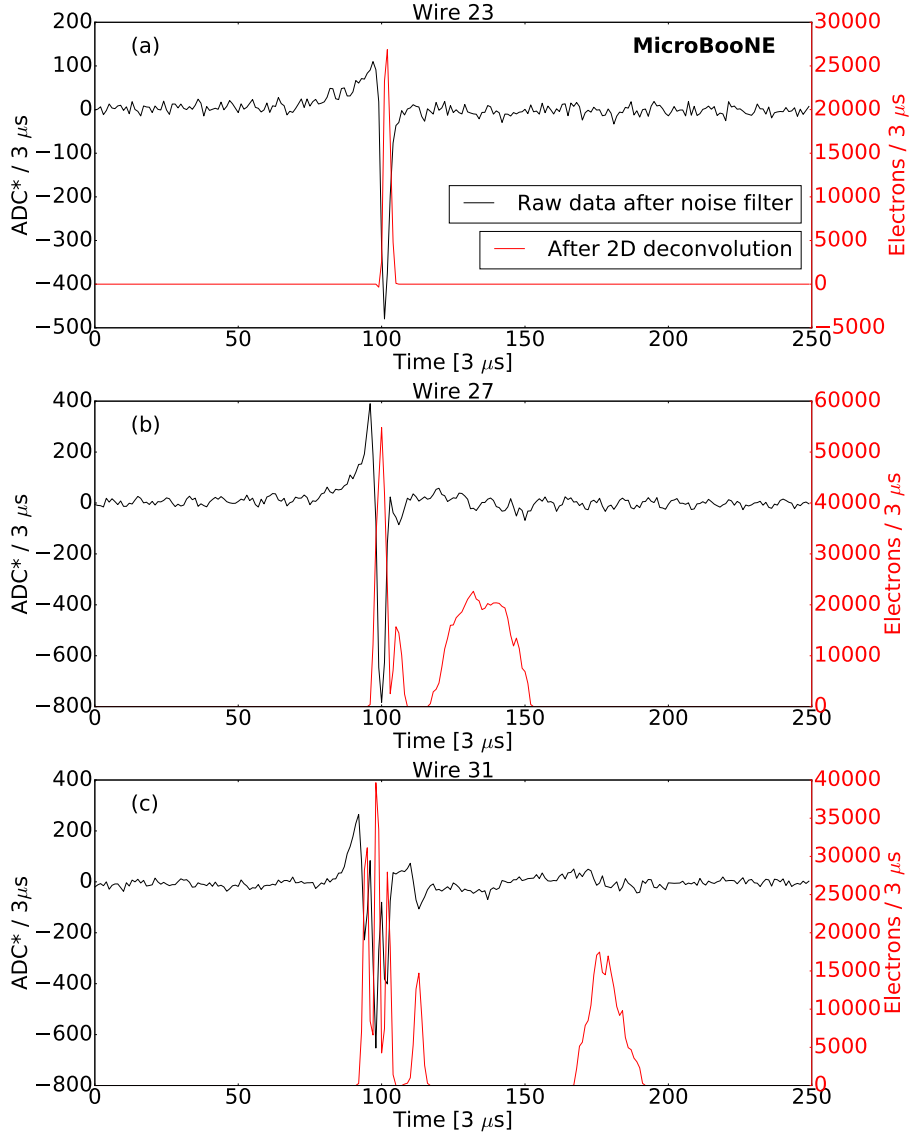 Wire 23
(a)
MicroBooNE
200
100
0
−100
−200
−300
−400
−500
ADC* / 3 μs
30000
25000
20000
15000
10000
5000
0
−5000
Electrons / 3 μs
Raw data after noise filter
After 2D deconvolution
0 50 100 150 200 250
Time [3 μs]
Wire 27
(b)
400
200
0
−200
−400
−600
−800
ADC* / 3 μs
60000
50000
40000
30000
20000
10000
0
Electrons / 3 μs
0 50 100 150 200 250
Time [3 μs]
Wire 31
(c)
400
200
0
−200
−400
−600
−800
ADC* / 3μs
40000
35000
30000
25000
20000
15000
10000
5000
0
Electrons / 3 μs
0 50 100 150 200 250
Time [3 μs]